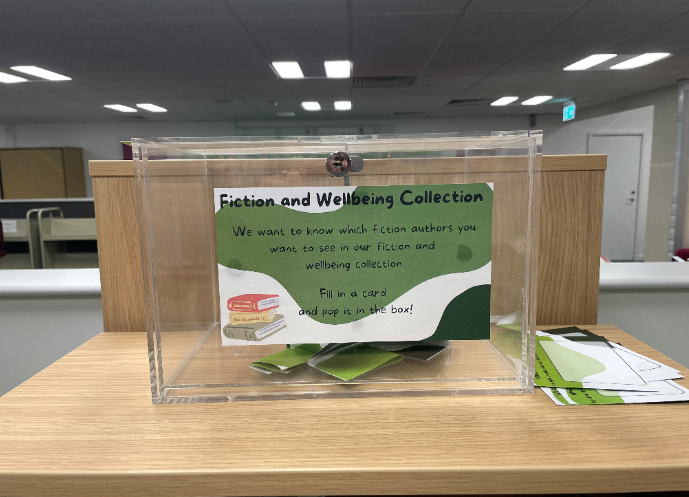 Fiction and Wellbeing Collection
We want to know which fiction authors you
want to see in our fiction and
wellbeing collection
Fill in a card
and pop it in the box!